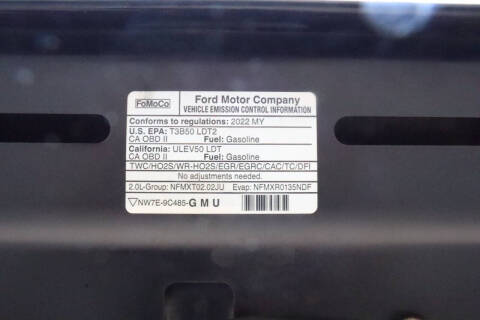 FoMoCo
Ford Motor Company
VEHICLE EMISSION CONTROL INFORMATION
Conforms to regulations: 2022 MY
U.S. EPA: T3B50 LDT2
CA OBD II Fuel: Gasoline
California: ULEV50 LDT
CA OBD II Fuel: Gasoline
TWC/HO2S/WR-HO2S/EGR/EGRC/CAC/TC/DFI
No adjustments needed.
2.0L-Group: NFMXT02.02JU Evap: NFMXR0135NDF
NW7E-9C485-GMU